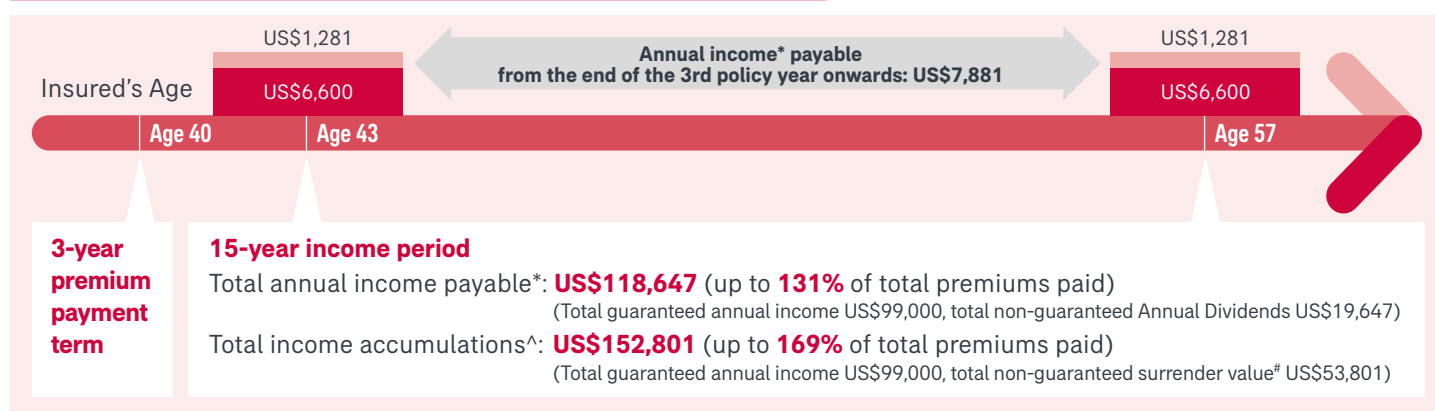 US$1,281
Annual income* payable
from the end of the 3rd policy year onwards: US$7,881
US$1,281
Insured's Age
US$6,600
US$6,600
Age 40
Age 43
Age 57
3-year
premium
payment
term
15-year income period
Total annual income payable*: US$118,647 (up to 131% of total premiums paid)
(Total guaranteed annual income US$99,000, total non-guaranteed Annual Dividends US$19,647)
Total income accumulations^: US$152,801 (up to 169% of total premiums paid)
(Total guaranteed annual income US$99,000, total non-guaranteed surrender value# US$53,801)